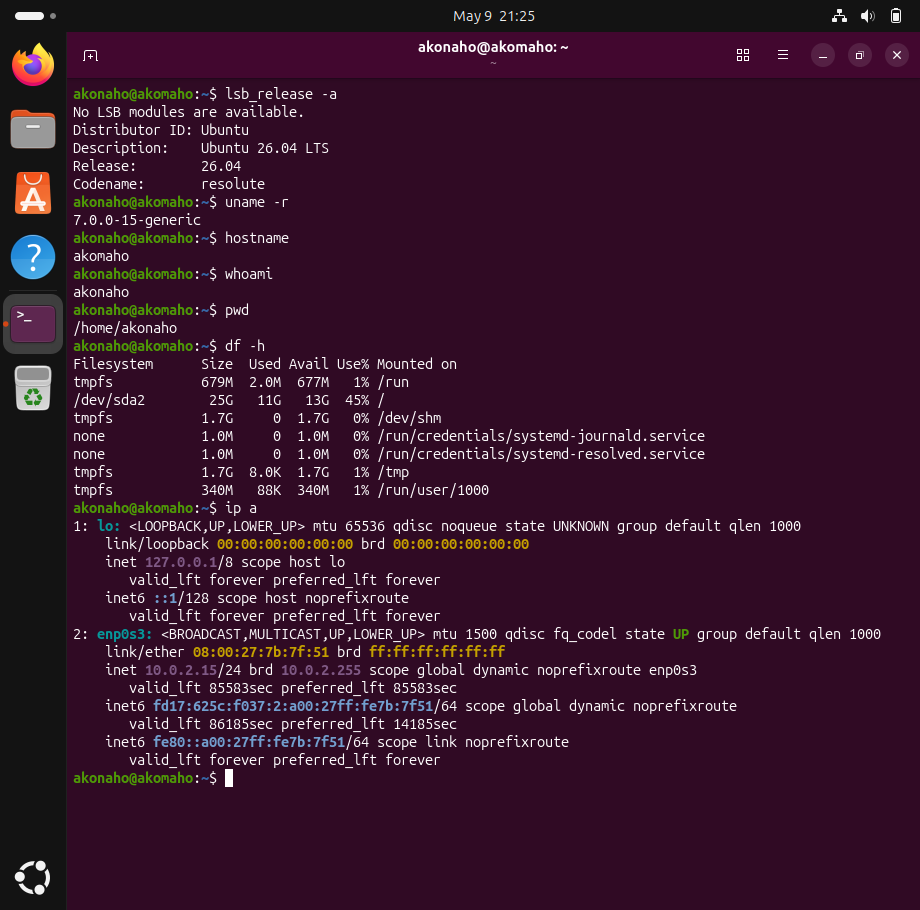 May 9 21:25
akonaho@akomaho: ~
~
akonaho@akomaho:~$ lsb_release -a
No LSB modules are available.
Distributor ID: Ubuntu
Description:    Ubuntu 26.04 LTS
Release:        26.04
Codename:       resolute
akonaho@akomaho:~$ uname -r
7.0.0-15-generic
akonaho@akomaho:~$ hostname
akomaho
akonaho@akomaho:~$ whoami
akonaho
akonaho@akomaho:~$ pwd
/home/akonaho
akonaho@akomaho:~$ df -h
Filesystem      Size  Used Avail Use% Mounted on
tmpfs           679M  2.0M  677M   1% /run
/dev/sda2        25G   11G   13G  45% /
tmpfs           1.7G     0  1.7G   0% /dev/shm
none            1.0M     0  1.0M   0% /run/credentials/systemd-journald.service
none            1.0M     0  1.0M   0% /run/credentials/systemd-resolved.service
tmpfs           1.7G  8.0K  1.7G   1% /tmp
tmpfs           340M   88K  340M   1% /run/user/1000
akonaho@akomaho:~$ ip a
1: lo: <LOOPBACK,UP,LOWER_UP> mtu 65536 qdisc noqueue state UNKNOWN group default qlen 1000
    link/loopback 00:00:00:00:00:00 brd 00:00:00:00:00:00
    inet 127.0.0.1/8 scope host lo
       valid_lft forever preferred_lft forever
    inet6 ::1/128 scope host noprefixroute
       valid_lft forever preferred_lft forever
2: enp0s3: <BROADCAST,MULTICAST,UP,LOWER_UP> mtu 1500 qdisc fq_codel state UP group default qlen 1000
    link/ether 08:00:27:7b:7f:51 brd ff:ff:ff:ff:ff:ff
    inet 10.0.2.15/24 brd 10.0.2.255 scope global dynamic noprefixroute enp0s3
       valid_lft 85583sec preferred_lft 85583sec
    inet6 fd17:625c:f037:2:a00:27ff:fe7b:7f51/64 scope global dynamic noprefixroute
       valid_lft 86185sec preferred_lft 14185sec
    inet6 fe80::a00:27ff:fe7b:7f51/64 scope link noprefixroute
       valid_lft forever preferred_lft forever
akonaho@akomaho:~$